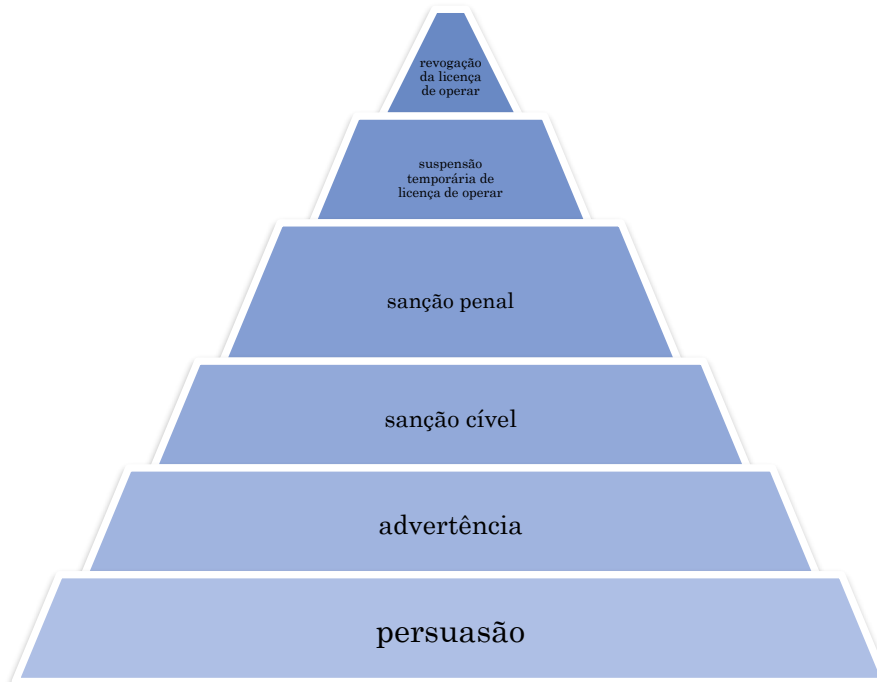 revogação
da licença
de operar
suspensão
temporária de
licença de operar
sanção penal
sanção cível
advertência
persuasão